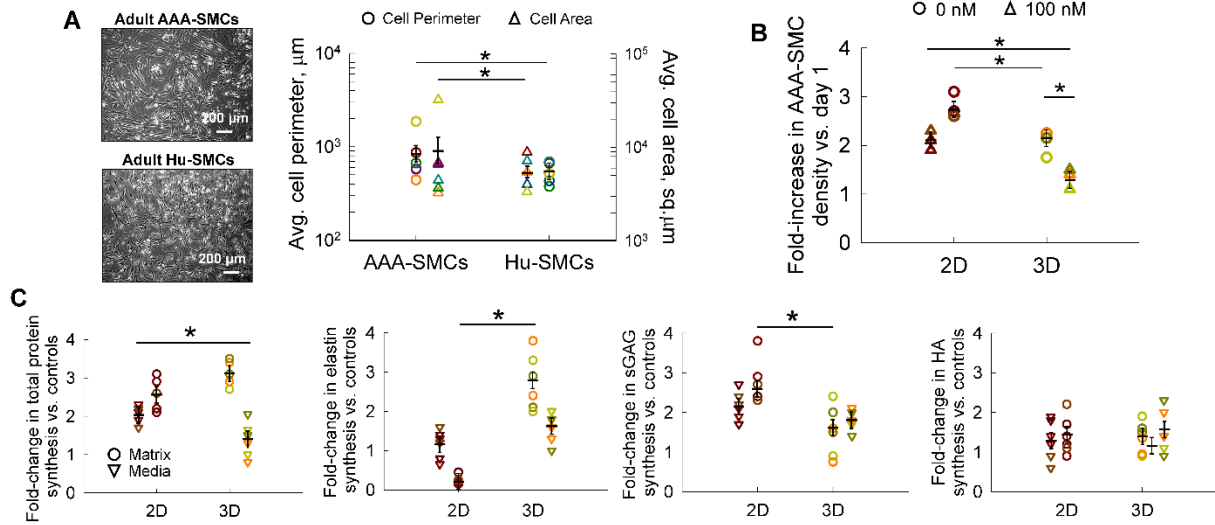 A
Adult AAA-SMCs
200 μm
Adult Hu-SMCs
200 μm
Cell Perimeter
Cell Area
Avg. cell perimeter, μm
10⁴
10³
10²
*
*
10⁵
10⁴
10³
Avg. cell area, sq.μm
AAA-SMCs
Hu-SMCs
B
0 nM
100 nM
Fold-increase in AAA-SMC
density vs. day 1
4
3
2
1
0
*
*
*
2D
3D
C
Fold-change in total protein
synthesis vs. controls
4
3
2
1
0
*
Matrix
Media
2D
3D
Fold-change in elastin
synthesis vs. controls
4
3
2
1
0
*
2D
3D
Fold-change in sGAG
synthesis vs. controls
4
3
2
1
0
*
2D
3D
Fold-change in HA
synthesis vs. controls
4
3
2
1
0
2D
3D